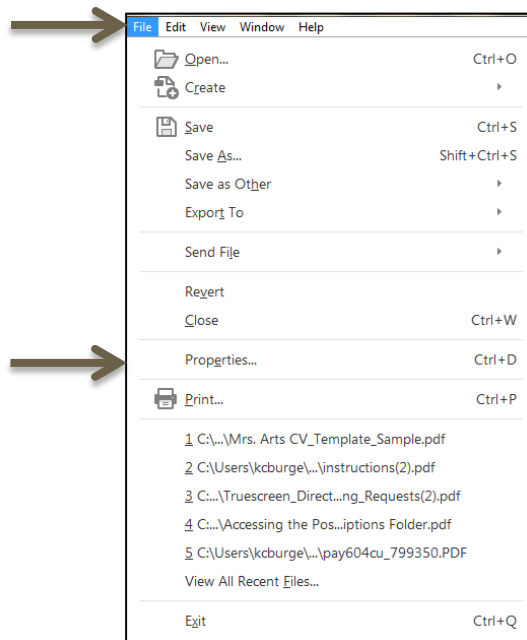 File Edit View Window Help
Open... Ctrl+O
Create
Save Ctrl+S
Save As... Shift+Ctrl+S
Save as Other
Export To
Send File
Revert
Close Ctrl+W
Properties... Ctrl+D
Print... Ctrl+P
1 C:\...\Mrs. Arts CV_Template_Sample.pdf
2 C:\Users\kcburge\...\instructions(2).pdf
3 C:...\Truescreen_Direct...ng_Requests(2).pdf
4 C:...\Accessing the Pos...iptions Folder.pdf
5 C:\Users\kcburge\...\pay604cu_799350.PDF
View All Recent Files...
Exit Ctrl+Q